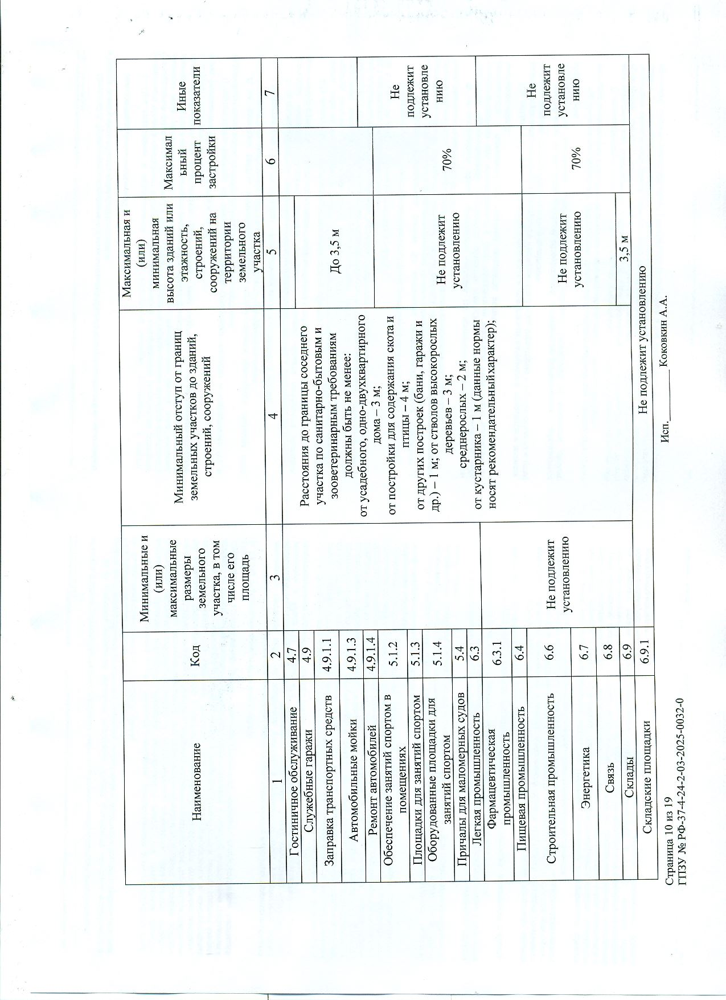 Наименование
Код
Минимальные и
(или)
максимальные
размеры
земельного
участка, в том
числе его
площадь
Минимальный отступ от границ
земельных участков до зданий,
строений, сооружений
Максимальная и
(или)
минимальная
высота зданий или
этажность,
строений,
сооружений на
территории
земельного
участка
Максимал
ьный
процент
застройки
Иные
показатели
1
2
3
4
5
6
7
Гостиничное обслуживание
4.7
Служебные гаражи
4.9
Заправка транспортных средств
4.9.1.1
Автомобильные мойки
4.9.1.3
Ремонт автомобилей
4.9.1.4
Обеспечение занятий спортом в
помещениях
5.1.2
Площадки для занятий спортом
5.1.3
Оборудованные площадки для
занятий спортом
5.1.4
Причалы для маломерных судов
5.4
Легкая промышленность
6.3
Фармацевтическая
промышленность
6.3.1
Пищевая промышленность
6.4
Строительная промышленность
6.6
Энергетика
6.7
Связь
6.8
Склады
6.9
Складские площадки
6.9.1
Не подлежит
установлению
Расстояния до границы соседнего
участка по санитарно-бытовым и
зооветеринарным требованиям
должны быть не менее:
от усадебного, одно-двухквартирного
дома – 3 м;
от постройки для содержания скота и
птицы – 4 м;
от других построек (бани, гаражи и
др.) – 1 м; от стволов высокорослых
деревьев – 3 м;
среднерослых – 2 м;
от кустарника – 1 м (данные нормы
носят рекомендательныйхарактер);
До 3,5 м
Не подлежит
установлению
Не подлежит
установлению
3,5 м
70%
70%
Не
подлежит
установле
нию
Не
подлежит
установле
нию
Не подлежит установлению
Страница 10 из 19
ГПЗУ № РФ-37-4-24-2-03-2025-0032-0
Исп.________ Коковкин А.А.